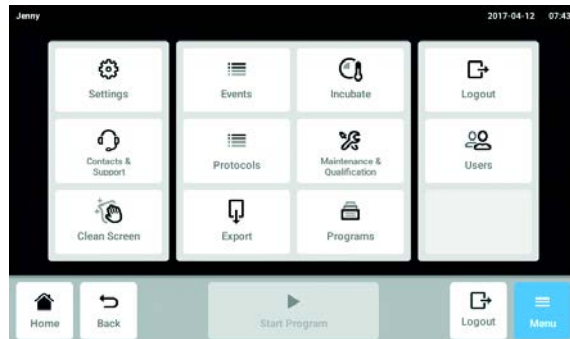 Jenny
2017-04-12 07:43
Settings
Events
Incubate
Logout
Contacts &
Support
Protocols
Maintenance &
Qualification
Users
Clean Screen
Export
Programs
Home
Back
Start Program
Logout
Menu